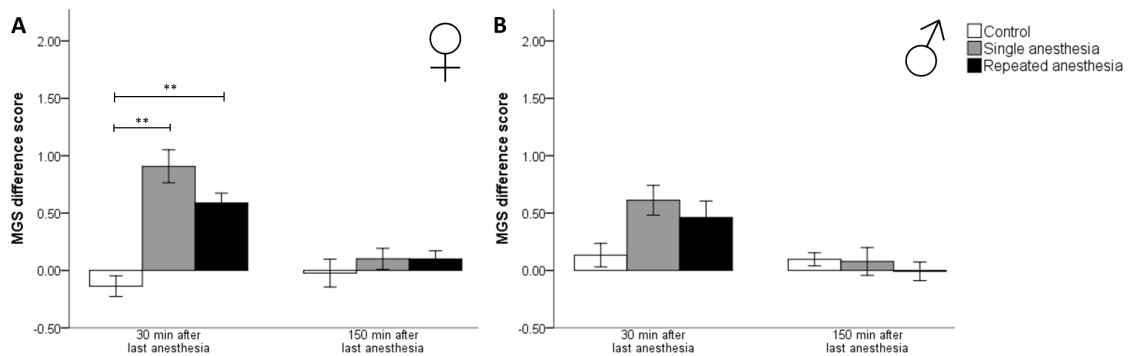 A
MGS difference score
2.00
1.50
1.00
0.50
0.00
-0.50
**
**
30 min after
last anesthesia
150 min after
last anesthesia
B
MGS difference score
2.00
1.50
1.00
0.50
0.00
-0.50
30 min after
last anesthesia
150 min after
last anesthesia
Control
Single anesthesia
Repeated anesthesia